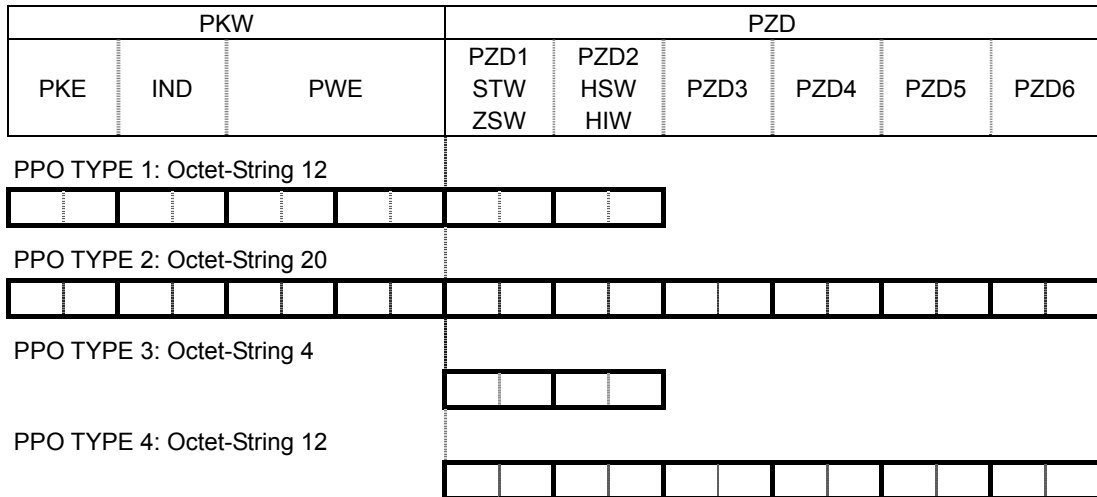 PKW PZD
PKE IND PWE PZD1 STW ZSW PZD2 HSW HIW PZD3 PZD4 PZD5 PZD6
PPO TYPE 1: Octet-String 12
PPO TYPE 2: Octet-String 20
PPO TYPE 3: Octet-String 4
PPO TYPE 4: Octet-String 12